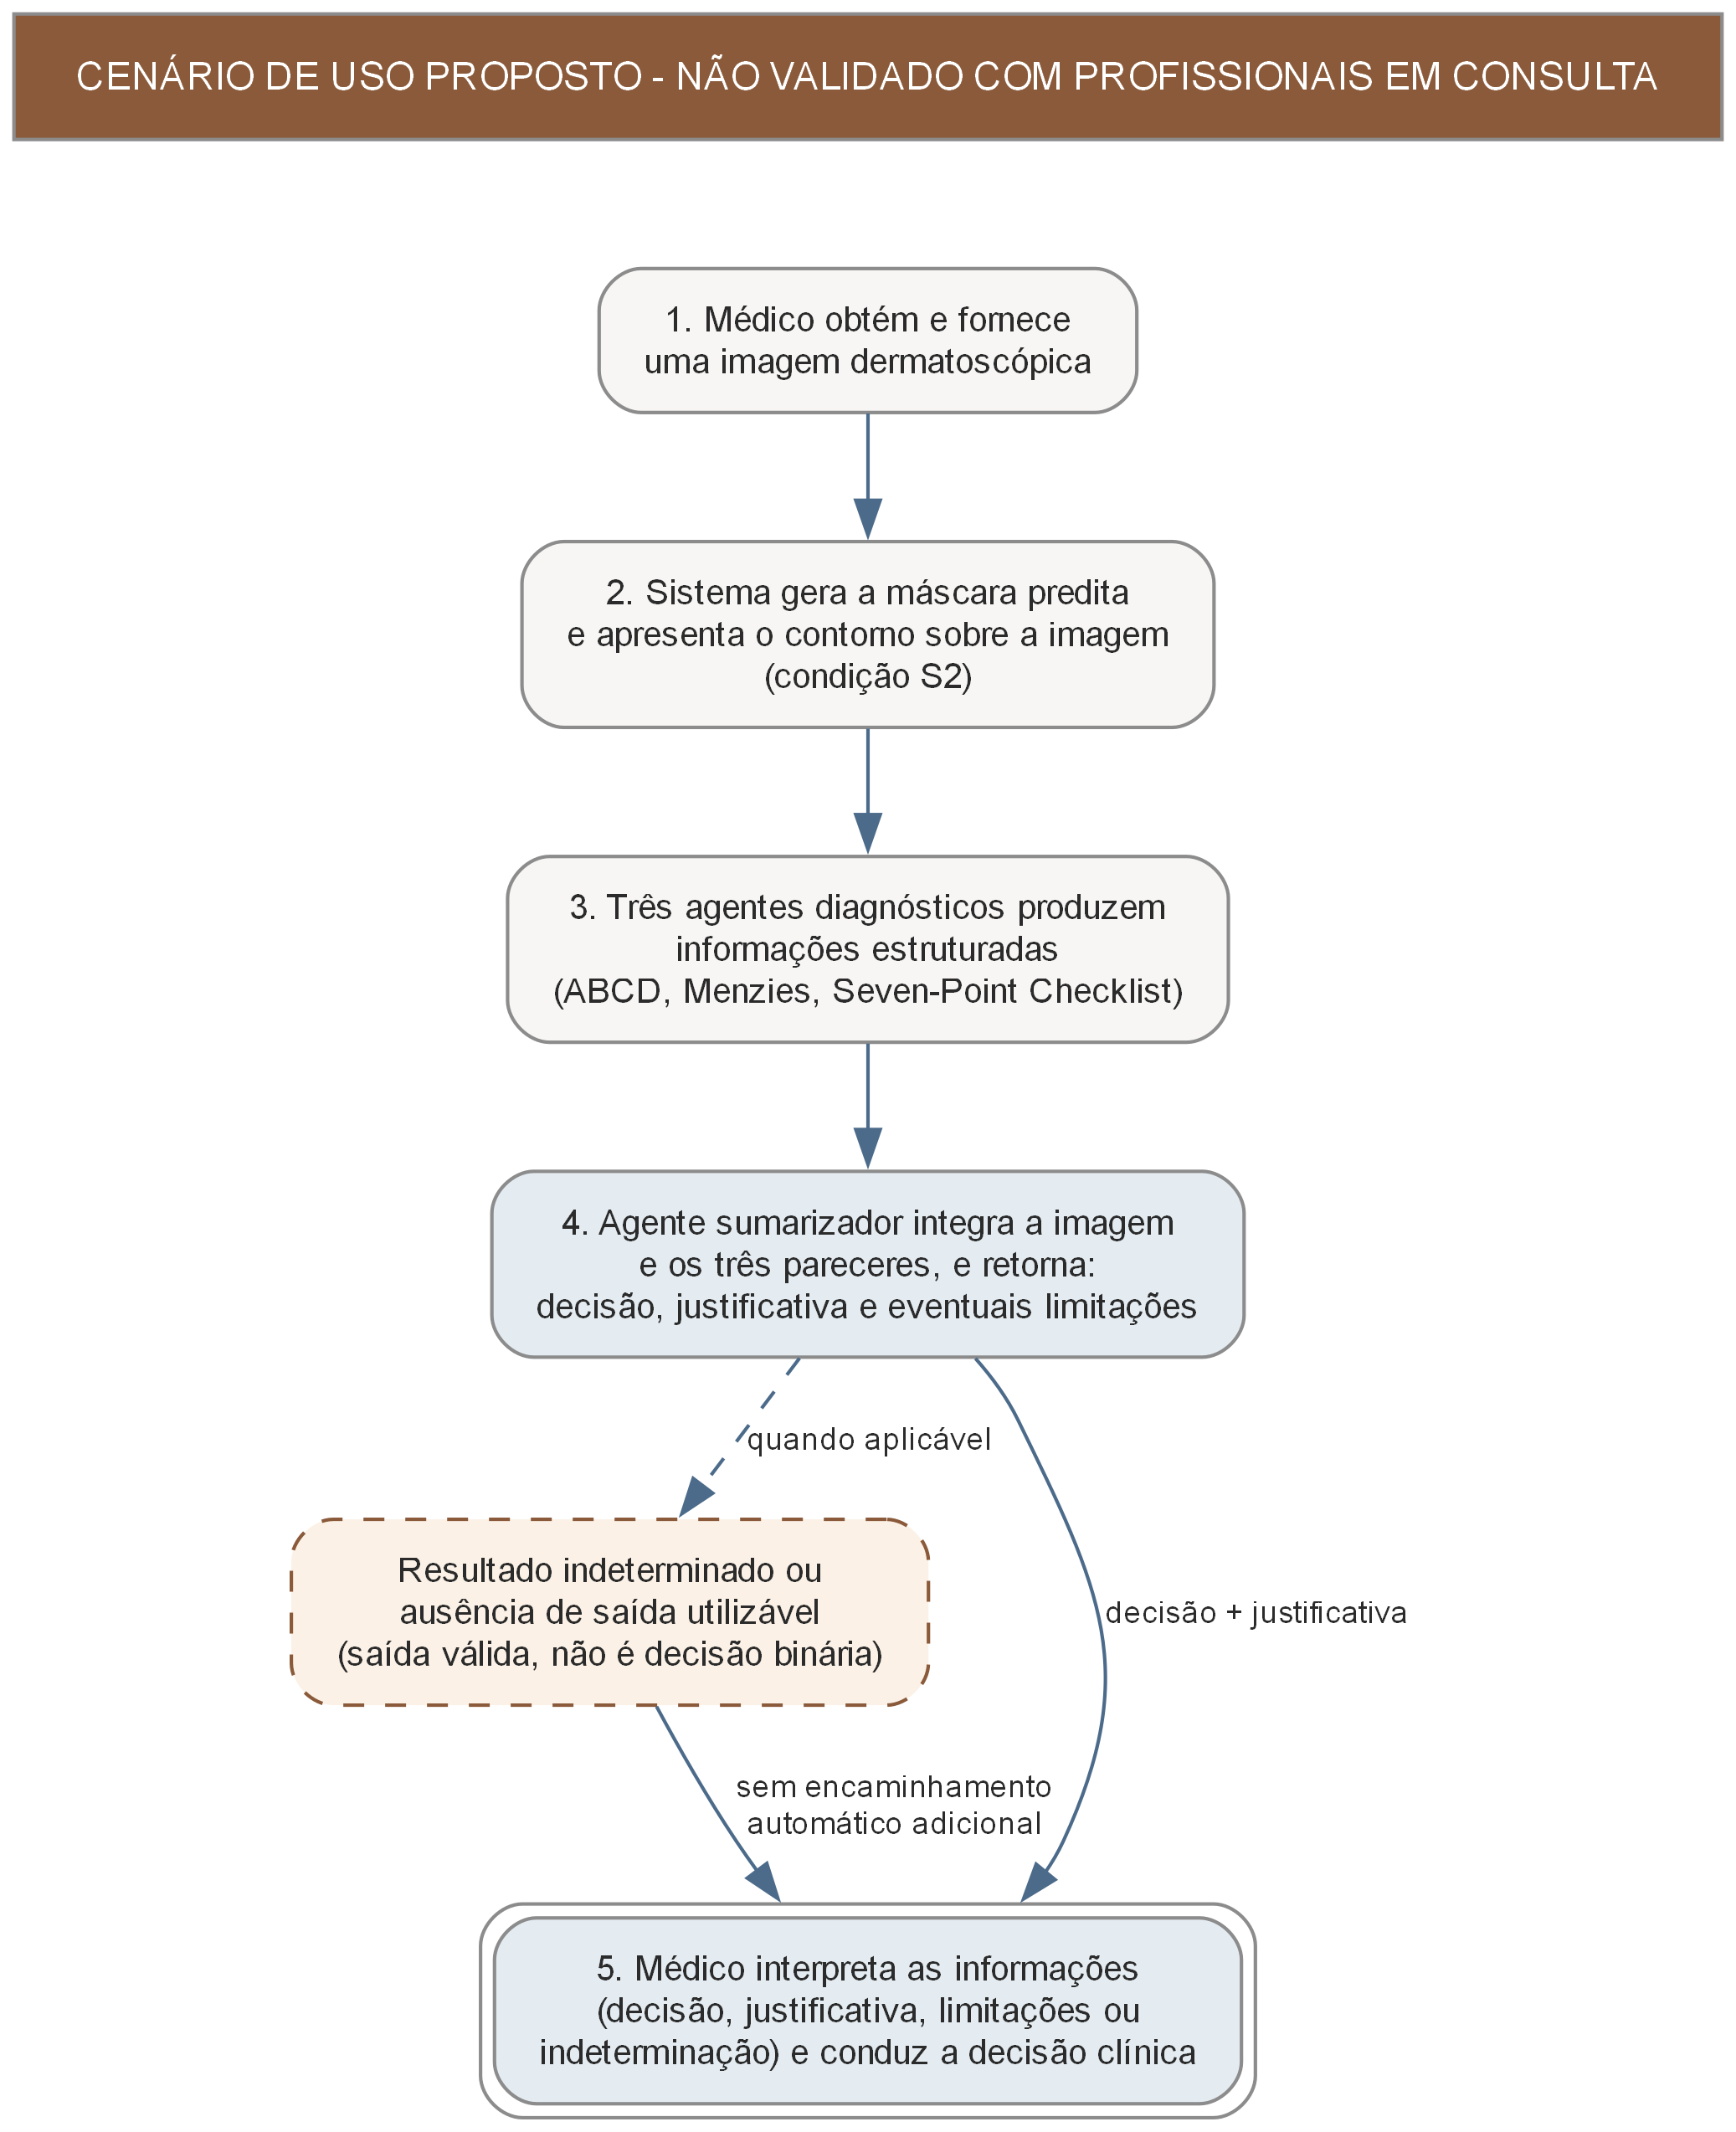 CENÁRIO DE USO PROPOSTO - NÃO VALIDADO COM PROFISSIONAIS EM CONSULTA
1. Médico obtém e fornece
uma imagem dermatoscópica
2. Sistema gera a máscara predita
e apresenta o contorno sobre a imagem
(condição S2)
3. Três agentes diagnósticos produzem
informações estruturadas
(ABCD, Menzies, Seven-Point Checklist)
4. Agente sumarizador integra a imagem
e os três pareceres, e retorna:
decisão, justificativa e eventuais limitações
quando aplicável
Resultado indeterminado ou
ausência de saída utilizável
(saída válida, não é decisão binária)
decisão + justificativa
sem encaminhamento
automático adicional
5. Médico interpreta as informações
(decisão, justificativa, limitações ou
indeterminação) e conduz a decisão clínica